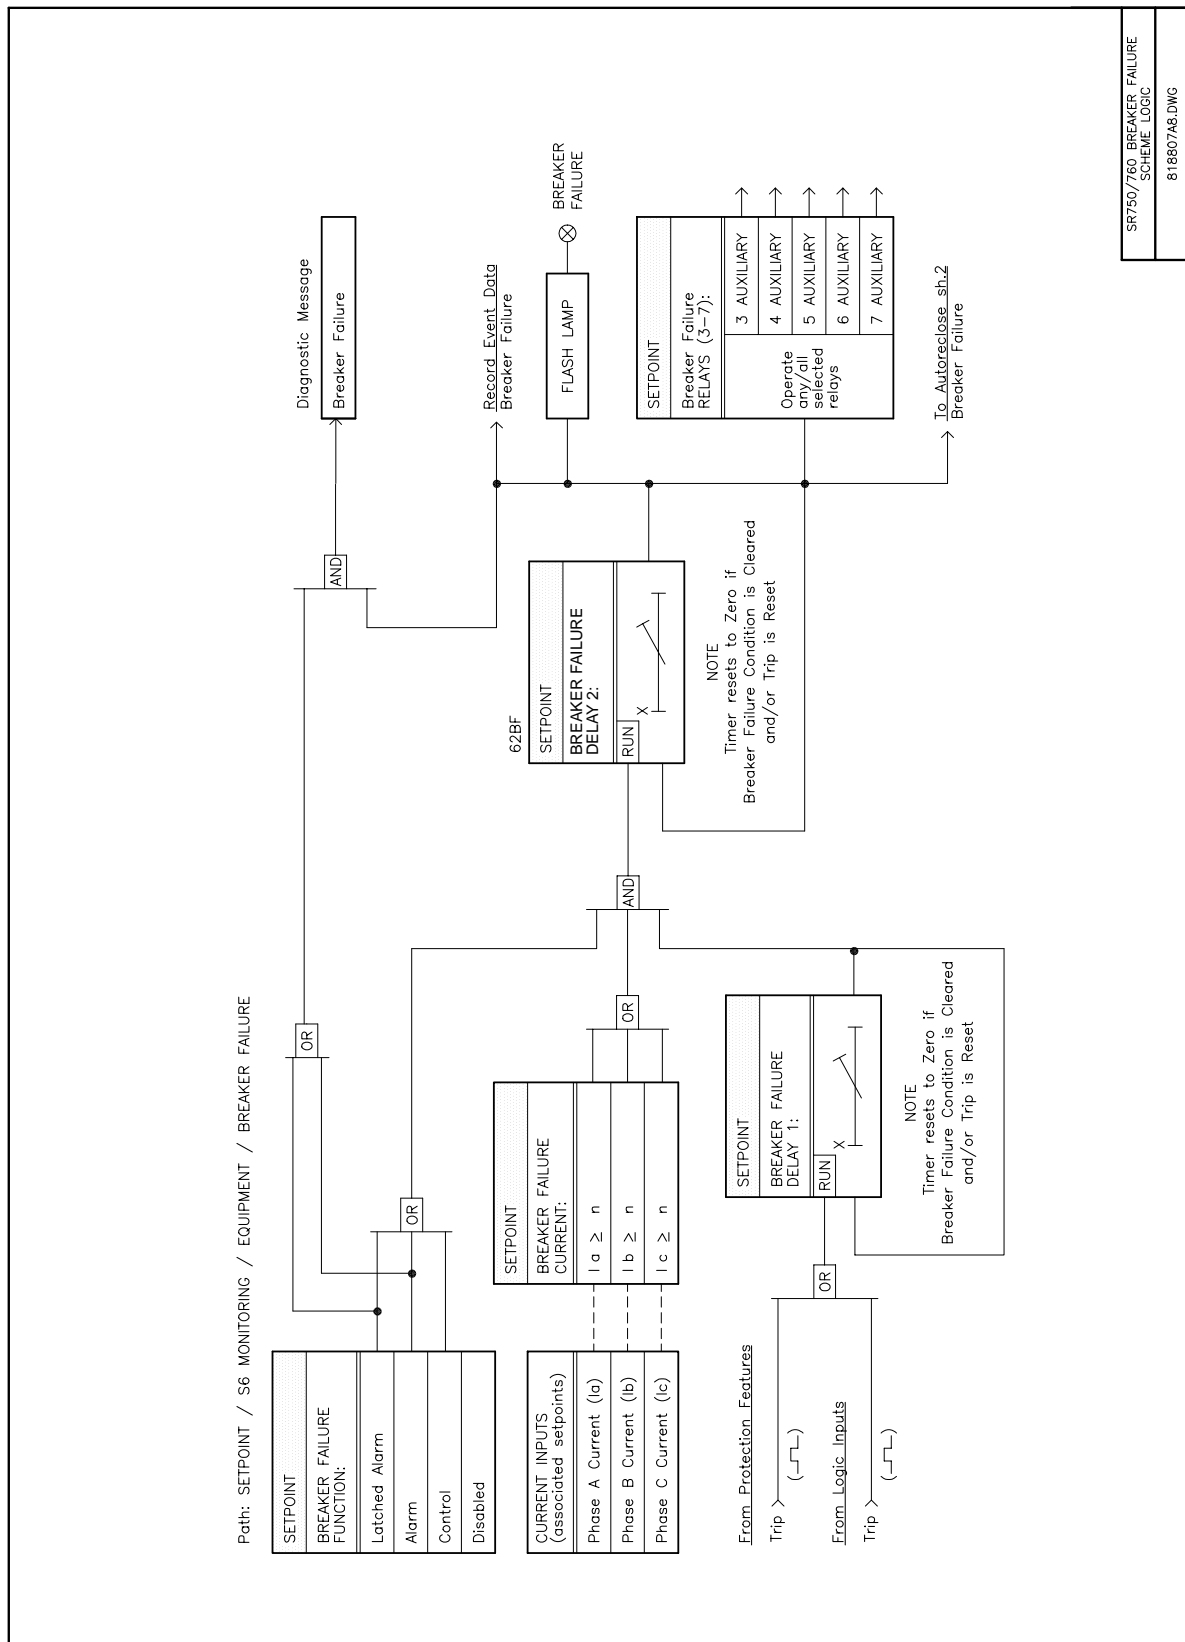 Path: SETPOINT / S6 MONITORING / EQUIPMENT / BREAKER FAILURE
SETPOINT
BREAKER FAILURE
FUNCTION:
Latched Alarm
Alarm
Control
Disabled
OR
OR
AND
Diagnostic Message
Breaker Failure
CURRENT INPUTS
(associated setpoints)
Phase A Current (Ia)
Phase B Current (Ib)
Phase C Current (Ic)
SETPOINT
BREAKER FAILURE
CURRENT:
I a ≥ n
I b ≥ n
I c ≥ n
OR
AND
62BF
SETPOINT
BREAKER FAILURE
DELAY 2:
RUN
X
NOTE
Timer resets to Zero if
Breaker Failure Condition is Cleared
and/or Trip is Reset
Record Event Data
Breaker Failure
FLASH LAMP
BREAKER
FAILURE
SETPOINT
Breaker Failure
RELAYS (3-7):
Operate
any/all
selected
relays
3 AUXILIARY
4 AUXILIARY
5 AUXILIARY
6 AUXILIARY
7 AUXILIARY
To Autoreclose sh.2
Breaker Failure
From Protection Features
Trip
From Logic Inputs
Trip
OR
SETPOINT
BREAKER FAILURE
DELAY 1:
RUN
X
NOTE
Timer resets to Zero if
Breaker Failure Condition is Cleared
and/or Trip is Reset
SR750/760 BREAKER FAILURE
SCHEME LOGIC
818807A8.DWG